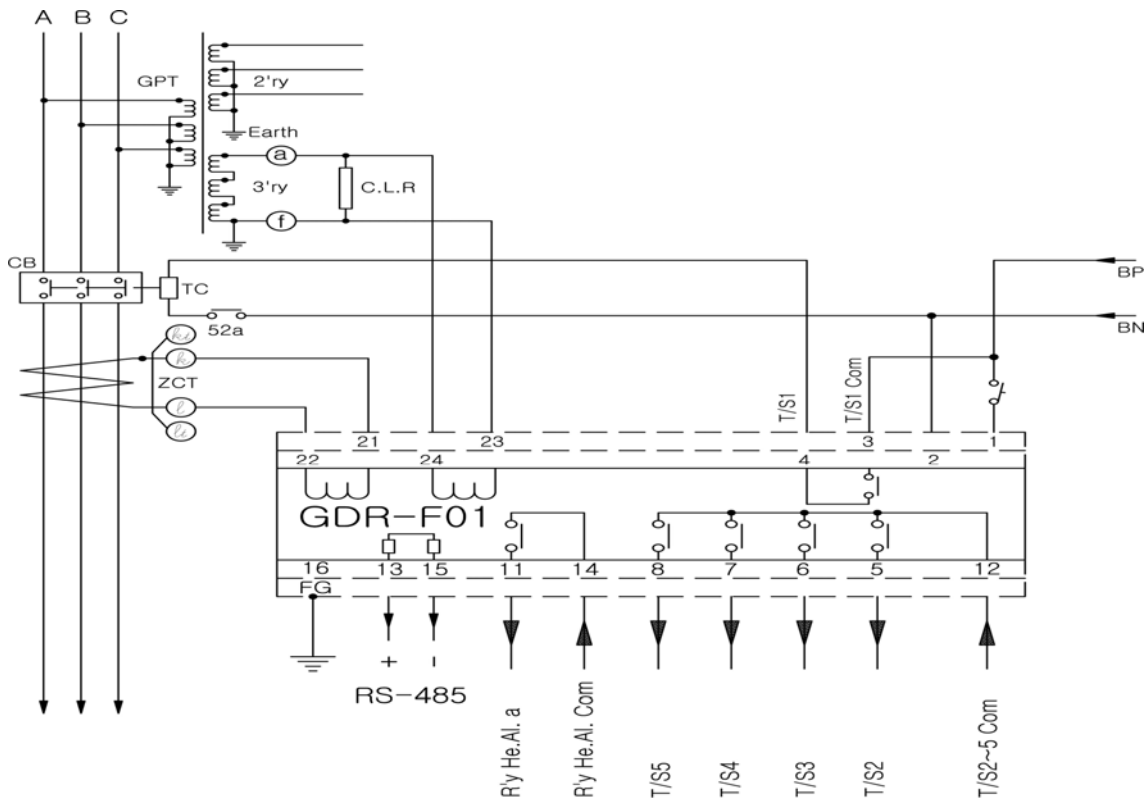 A B C
GPT
2'ry
Earth
a
3'ry
C.L.R
f
CB
TC
BP
52a
BN
k
ZCT
l
T/S1
T/S1 Com
21 23 3 1
22 24 4 2
GDR-F01
16 13 15 11 14 8 7 6 5 12
FG
+ -
RS-485
R'y He.Al. a
R'y He.Al. Com
T/S5
T/S4
T/S3
T/S2
T/S2~5 Com